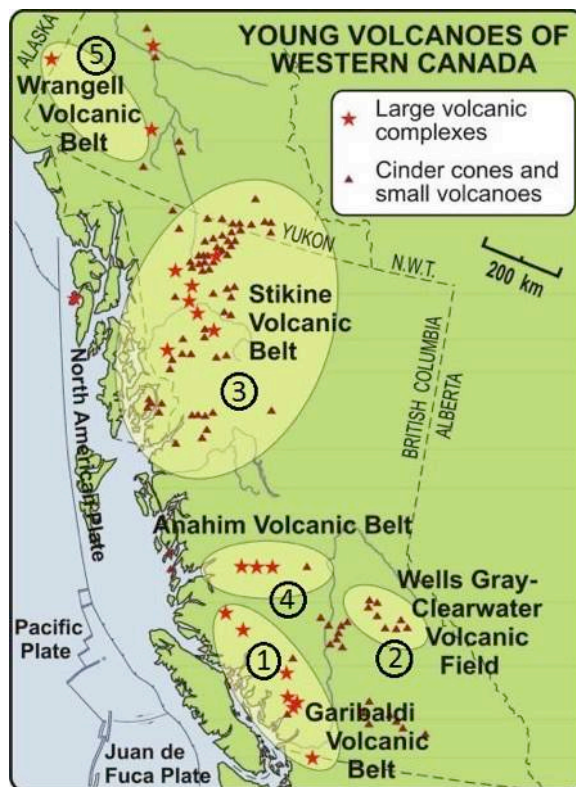 YOUNG VOLCANOES OF
WESTERN CANADA
Large volcanic
complexes
Cinder cones and
small volcanoes
ALASKA
5
Wrangell
Volcanic
Belt
YUKON
N.W.T.
200 km
Stikine
Volcanic
Belt
3
BRITISH COLUMBIA
ALBERTA
North American
Plate
Anahim Volcanic Belt
4
Wells Gray-
Clearwater
Volcanic
Field
2
Pacific
Plate
1
Garibaldi
Volcanic
Belt
Juan de
Fuca Plate